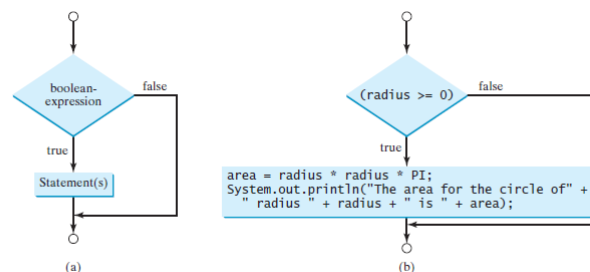 boolean-
expression
false
true
Statement(s)
(a)
(radius >= 0)
false
true
area = radius * radius * PI;
System.out.println("The area for the circle of" +
" radius " + radius + " is " + area);
(b)